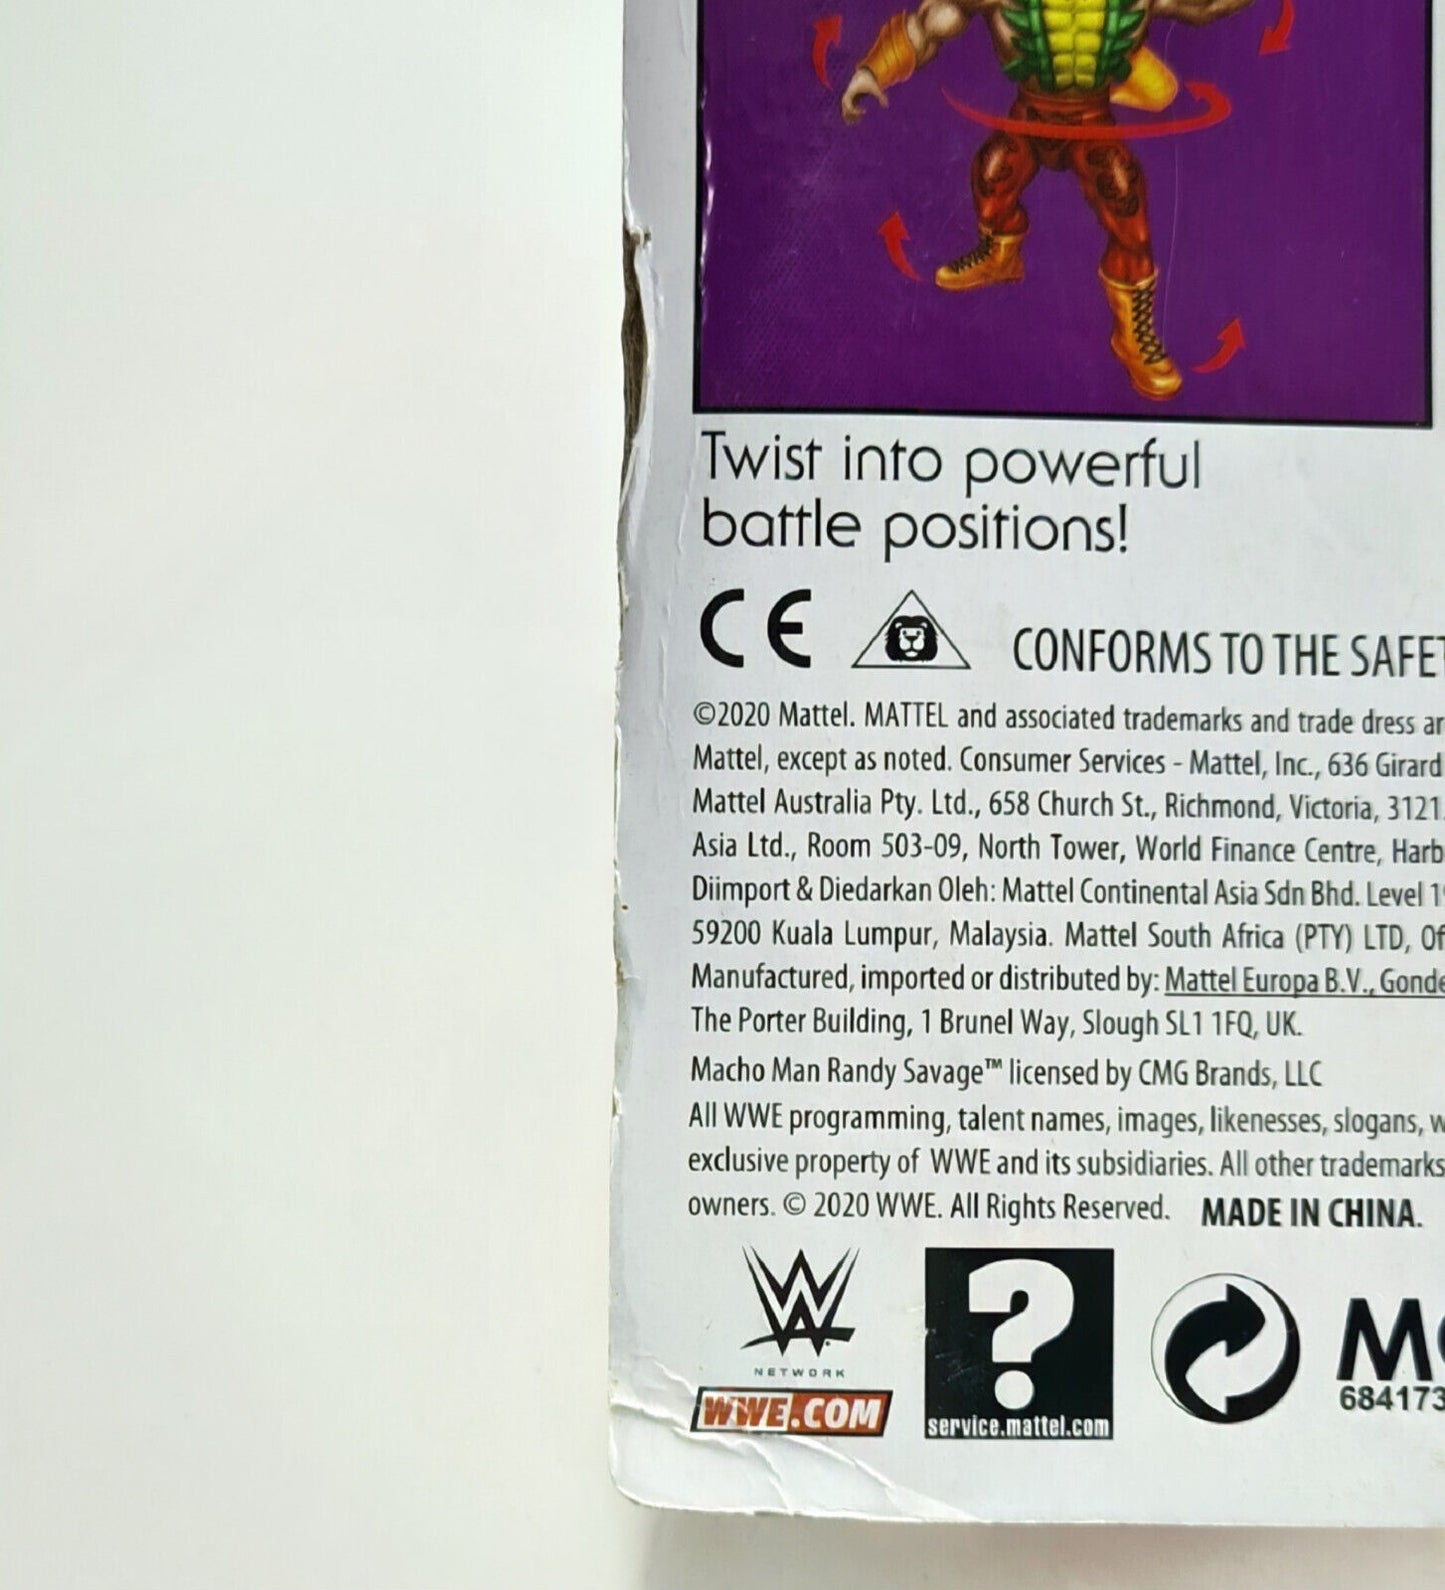 Twist into powerful
battle positions!
CE CONFORMS TO THE SAFE
©2020 Mattel. MATTEL and associated trademarks and trade dress ar
Mattel, except as noted. Consumer Services - Mattel, Inc., 636 Girard
Mattel Australia Pty. Ltd., 658 Church St., Richmond, Victoria, 3121.
Asia Ltd., Room 503-09, North Tower, World Finance Centre, Harb
Diimport & Diedarkan Oleh: Mattel Continental Asia Sdn Bhd. Level 1
59200 Kuala Lumpur, Malaysia. Mattel South Africa (PTY) LTD, Of
Manufactured, imported or distributed by: Mattel Europa B.V., Gonde
The Porter Building, 1 Brunel Way, Slough SL1 1FQ, UK.
Macho Man Randy Savage™ licensed by CMG Brands, LLC
All WWE programming, talent names, images, likenesses, slogans, w
exclusive property of WWE and its subsidiaries. All other trademarks
owners. © 2020 WWE. All Rights Reserved. MADE IN CHINA.
W
NETWORK
WWE.COM
?
service.mattel.com
M
684173